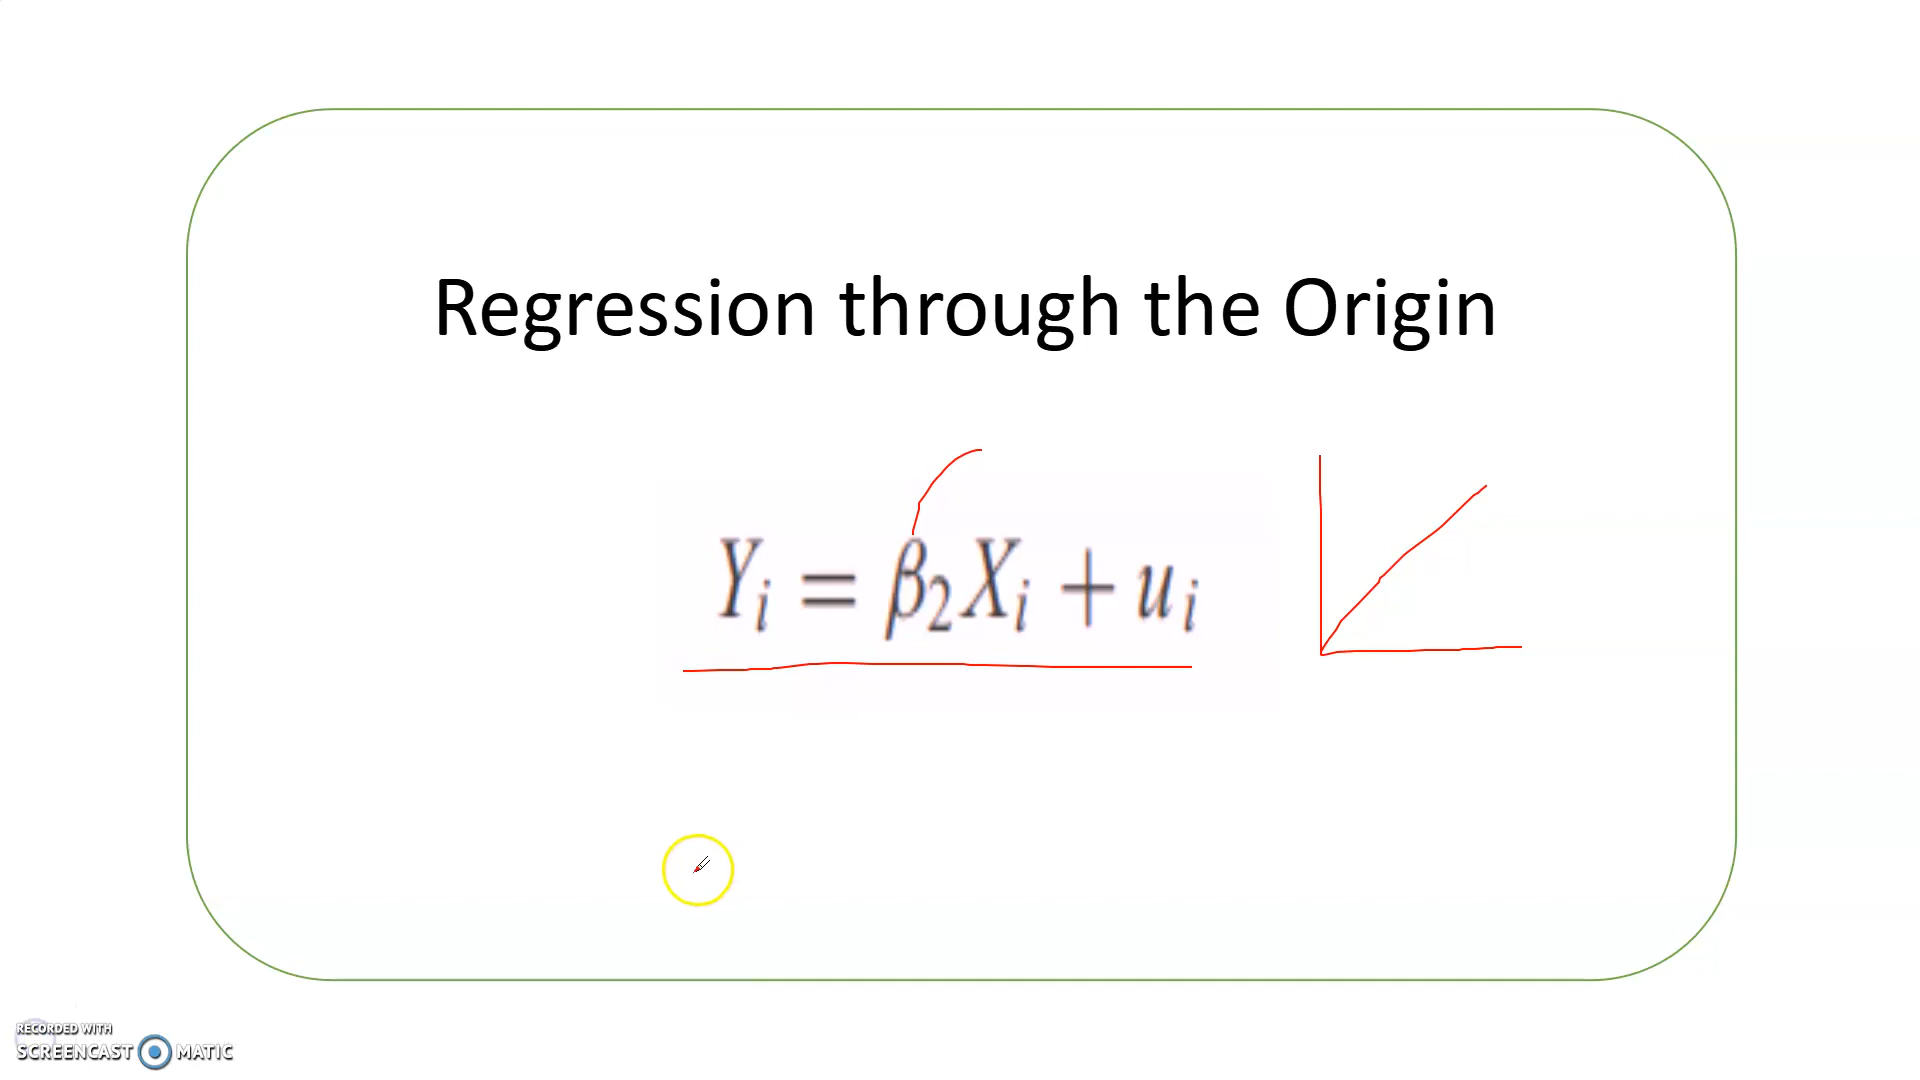 Regression through the Origin
Yᵢ = β₂Xᵢ + uᵢ
RECORDED WITH
SCREENCAST MATIC